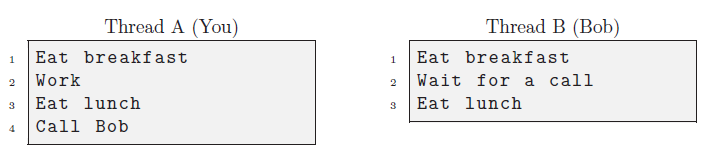 Thread A (You)
1 Eat breakfast
2 Work
3 Eat lunch
4 Call Bob
Thread B (Bob)
1 Eat breakfast
2 Wait for a call
3 Eat lunch